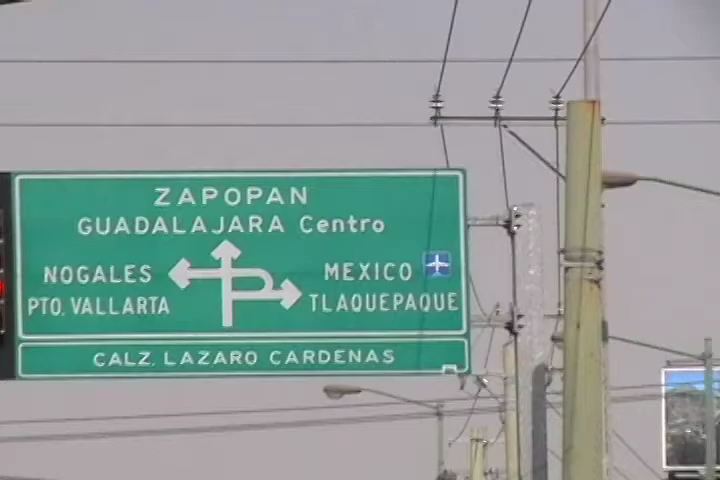 ZAPOPAN
GUADALAJARA Centro
NOGALES
PTO. VALLARTA
MEXICO
TLAQUEPAQUE
CALZ. LAZARO CARDENAS